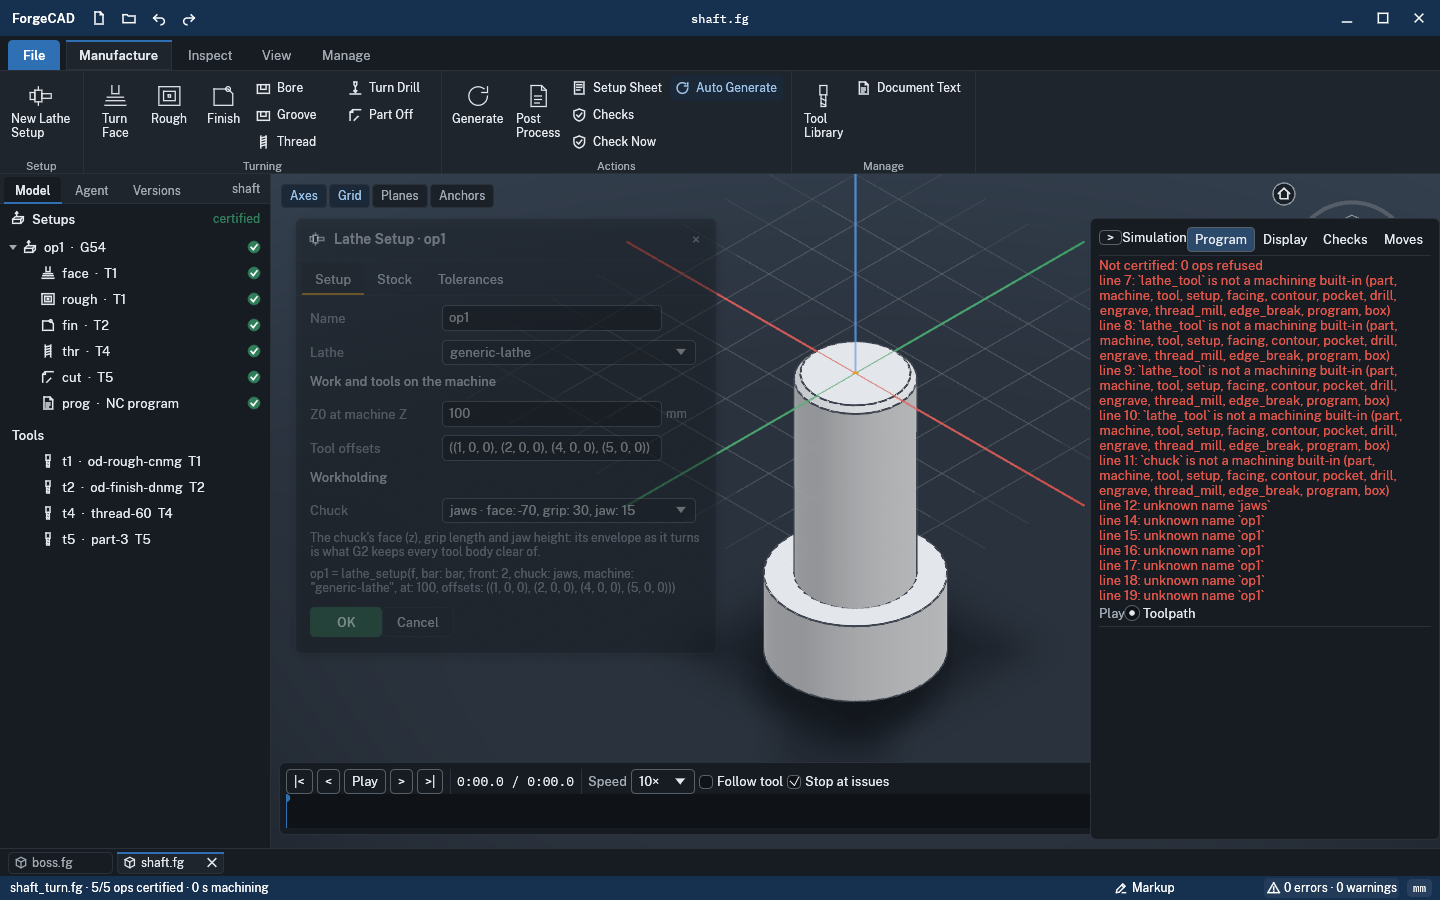 ForgeCAD
shaft.fg
File
Manufacture
Inspect
View
Manage
New Lathe
Setup
Turn
Face
Rough
Finish
Bore
Groove
Thread
Turn Drill
Part Off
Generate
Post
Process
Setup Sheet
Checks
Check Now
Auto Generate
Tool
Library
Document Text
Setup
Turning
Actions
Manage
Model
Agent
Versions
shaft
Setups
certified
op1 · G54
face · T1
rough · T1
fin · T2
thr · T4
cut · T5
prog · NC program
Tools
t1 · od-rough-cnmg T1
t2 · od-finish-dnmg T2
t4 · thread-60 T4
t5 · part-3 T5
Axes
Grid
Planes
Anchors
Lathe Setup · op1
×
Setup
Stock
Tolerances
Name
op1
Lathe
generic-lathe
Work and tools on the machine
Z0 at machine Z
100
mm
Tool offsets
((1, 0, 0), (2, 0, 0), (4, 0, 0), (5, 0, 0))
Workholding
Chuck
jaws · face: -70, grip: 30, jaw: 15
The chuck's face (z), grip length and jaw height: its envelope as it turns
is what G2 keeps every tool body clear of.
op1 = lathe_setup(f, bar: bar, front: 2, chuck: jaws, machine:
"generic-lathe", at: 100, offsets: ((1, 0, 0), (2, 0, 0), (4, 0, 0), (5, 0, 0)))
OK
Cancel
> Simulation
Program
Display
Checks
Moves
Not certified: 0 ops refused
line 7: `lathe_tool` is not a machining built-in (part,
machine, tool, setup, facing, contour, pocket, drill,
engrave, thread_mill, edge_break, program, box)
line 8: `lathe_tool` is not a machining built-in (part,
machine, tool, setup, facing, contour, pocket, drill,
engrave, thread_mill, edge_break, program, box)
line 9: `lathe_tool` is not a machining built-in (part,
machine, tool, setup, facing, contour, pocket, drill,
engrave, thread_mill, edge_break, program, box)
line 10: `lathe_tool` is not a machining built-in (part,
machine, tool, setup, facing, contour, pocket, drill,
engrave, thread_mill, edge_break, program, box)
line 11: `chuck` is not a machining built-in (part,
machine, tool, setup, facing, contour, pocket, drill,
engrave, thread_mill, edge_break, program, box)
line 12: unknown name `jaws`
line 14: unknown name `op1`
line 15: unknown name `op1`
line 16: unknown name `op1`
line 17: unknown name `op1`
line 18: unknown name `op1`
line 19: unknown name `op1`
Play Toolpath
|< < Play > >| 0:00.0 / 0:00.0 Speed 10× Follow tool Stop at issues
boss.fg
shaft.fg
shaft_turn.fg · 5/5 ops certified · 0 s machining
Markup
0 errors · 0 warnings
mm